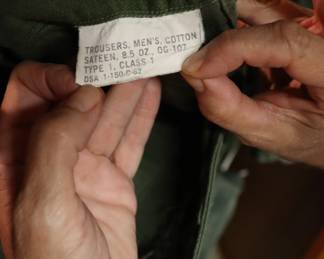 TROUSERS, MEN'S, COTTON
SATEEN, 8.5 OZ., OG-107
TYPE 1, CLASS 1
DSA 1-150-C-62